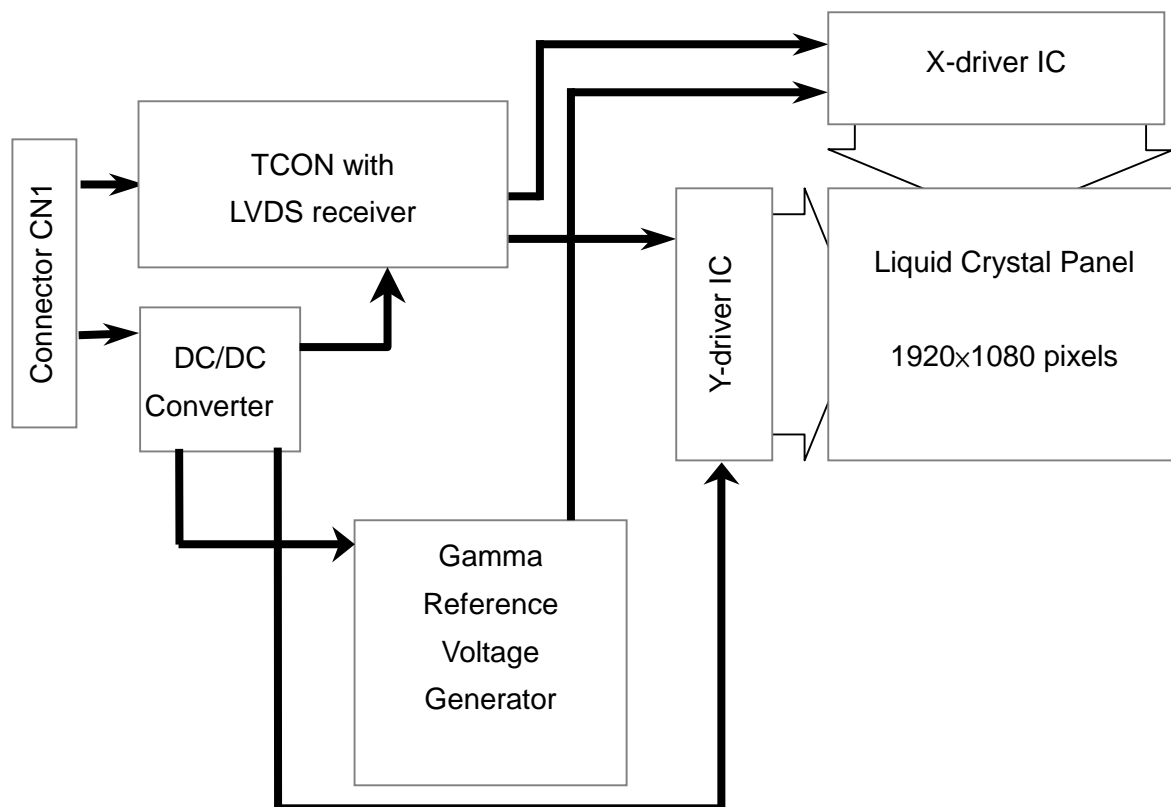 X-driver IC
TCON with
LVDS receiver
Connector CN1
Y-driver IC
Liquid Crystal Panel
1920×1080 pixels
DC/DC
Converter
Gamma
Reference
Voltage
Generator